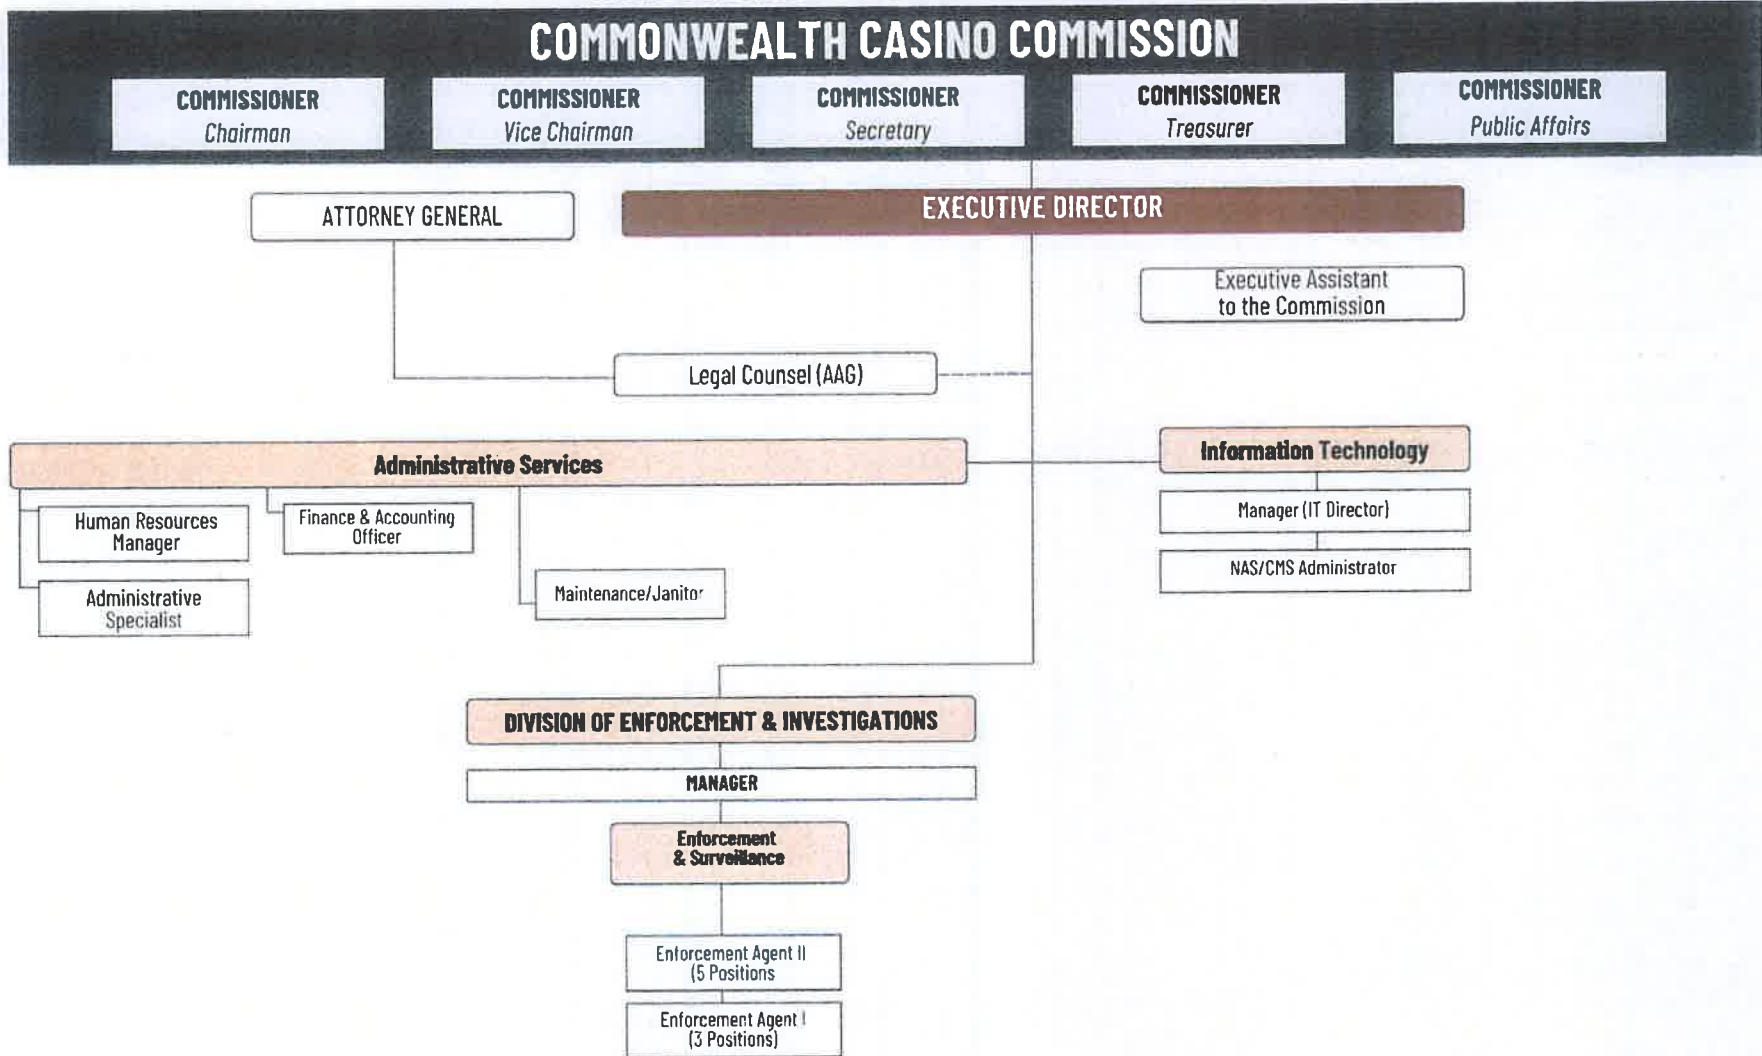 COMMONWEALTH CASINO COMMISSION
COMMISSIONER
Chairman
COMMISSIONER
Vice Chairman
COMMISSIONER
Secretary
COMMISSIONER
Treasurer
COMMISSIONER
Public Affairs
ATTORNEY GENERAL
EXECUTIVE DIRECTOR
Executive Assistant
to the Commission
Legal Counsel (AAG)
Administrative Services
Information Technology
Human Resources
Manager
Finance & Accounting
Officer
Manager (IT Director)
NAS/CMS Administrator
Administrative
Specialist
Maintenance/Janitor
DIVISION OF ENFORCEMENT & INVESTIGATIONS
MANAGER
Enforcement
& Surveillance
Enforcement Agent II
(5 Positions
Enforcement Agent I
(3 Positions)